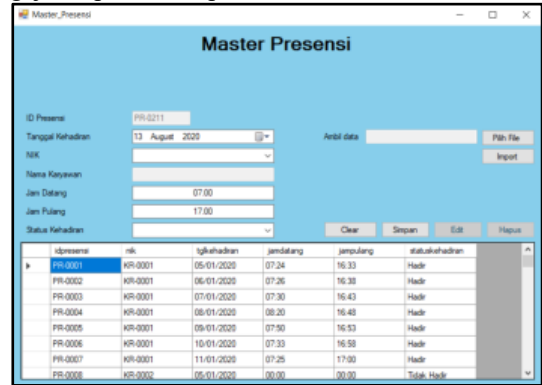 Master_Presensi
Master Presensi
ID Presensi PR-0211
Tanggal Kehadiran 13 August 2020 Ambil data Pilih File
NIK Import
Nama Karyawan
Jam Datang 07.00
Jam Pulang 17.00
Status Kehadiran Clear Simpan Edit Hapus
idpresensi nik tglkehadiran jamdatang jampulang statuskehadiran
PR-0001 KR-0001 05/01/2020 07:24 16:33 Hadir
PR-0002 KR-0001 06/01/2020 07:26 16:38 Hadir
PR-0003 KR-0001 07/01/2020 07:30 16:43 Hadir
PR-0004 KR-0001 08/01/2020 08:20 16:48 Hadir
PR-0005 KR-0001 09/01/2020 07:50 16:53 Hadir
PR-0006 KR-0001 10/01/2020 07:33 16:58 Hadir
PR-0007 KR-0001 11/01/2020 07:25 17:00 Hadir
PR-0008 KR-0002 05/01/2020 00:00 00:00 Tidak Hadir